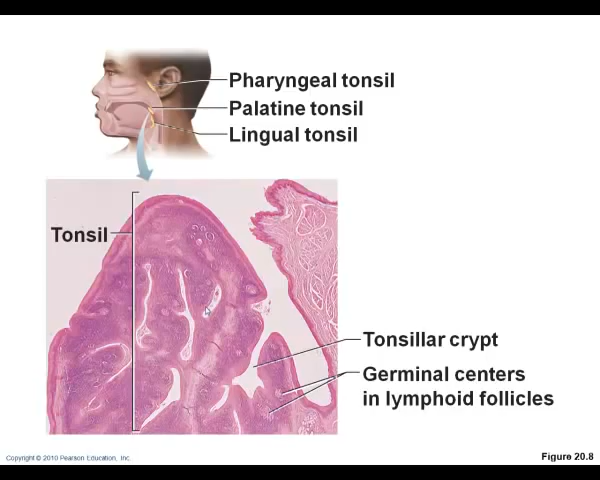 Pharyngeal tonsil
Palatine tonsil
Lingual tonsil
Tonsil
Tonsillar crypt
Germinal centers
in lymphoid follicles
Copyright © 2010 Pearson Education, Inc.
Figure 20.8